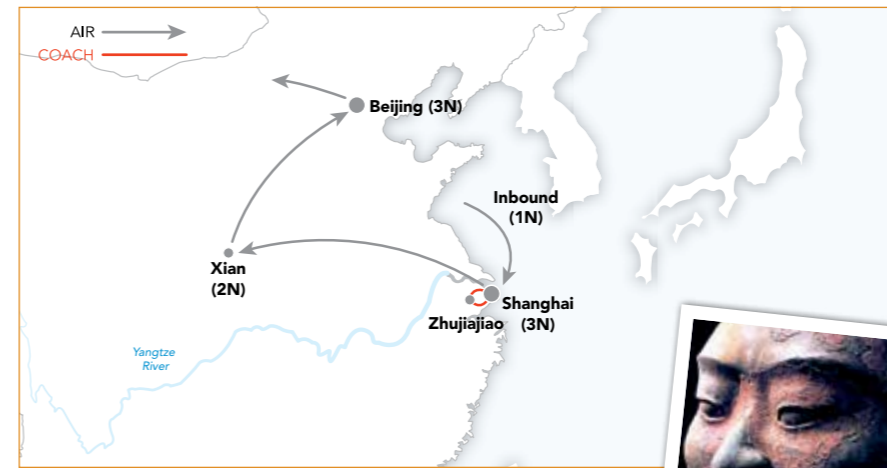 AIR
COACH
Beijing (3N)
Inbound
(1N)
Xian
(2N)
Shanghai
(3N)
Zhujiajiao
Yangtze
River